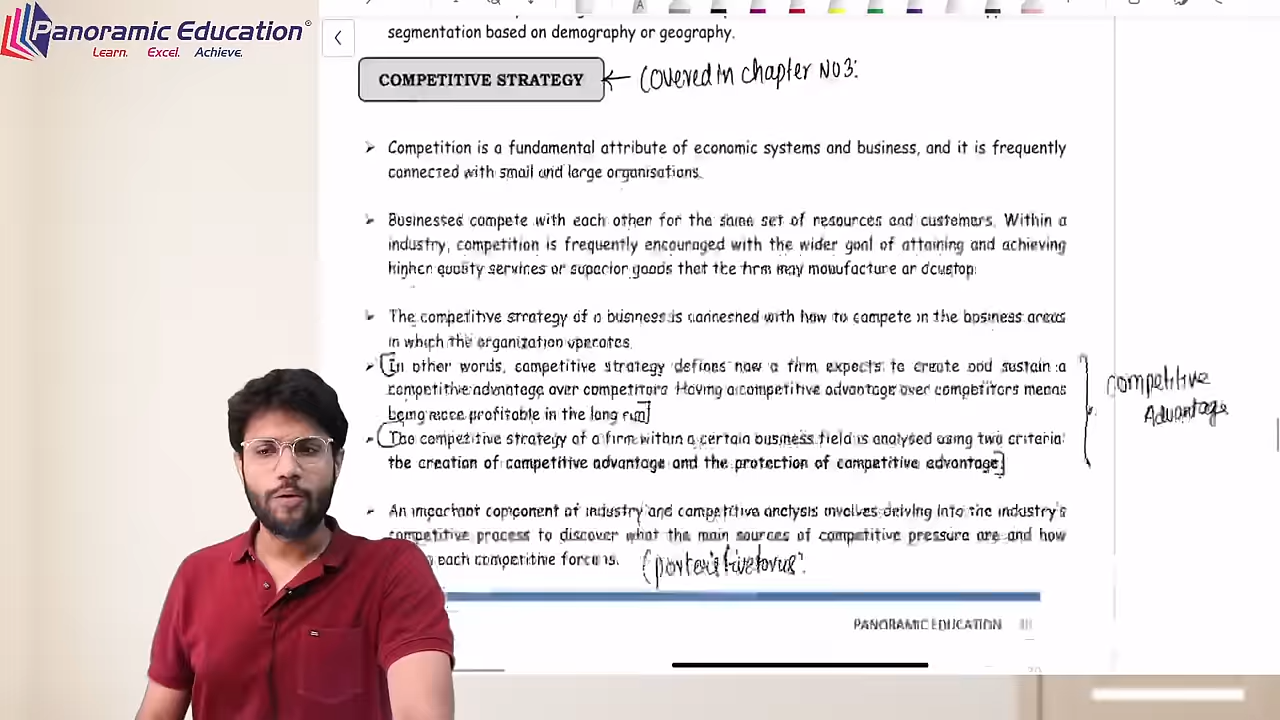 Panoramic Education
Learn. Excel. Achieve.
segmentation based on demography or geography.
COMPETITIVE STRATEGY
Covered in chapter No 3:
Competition is a fundamental attribute of economic systems and business, and it is frequently
connected with small and large organisations.
Businesses compete with each other for the same set of resources and customers. Within a
industry, competition is frequently encouraged with the wider goal of attaining and achieving
higher quality services or superior goods that the firm may
The competitive strategy of a business is with how to compete in the business areas
in which the organization operates.
In other words, competitive strategy defines how a firm expects to create and sustain a
competitive advantage over competitors Having a competitive advantage over competitors means
being more profitable in the long run
The competitive strategy of a firm within a certain business field is analysed using two criteria:
the creation of competitive advantage and the protection of competitive advantage
Competitive
Advantage
An important component of industry and competitive analysis involves delving into the industry's
competitive process to discover what the main sources of competitive pressure are and how
each competitive force is.
(porter's five
PANORAMIC EDUCATION